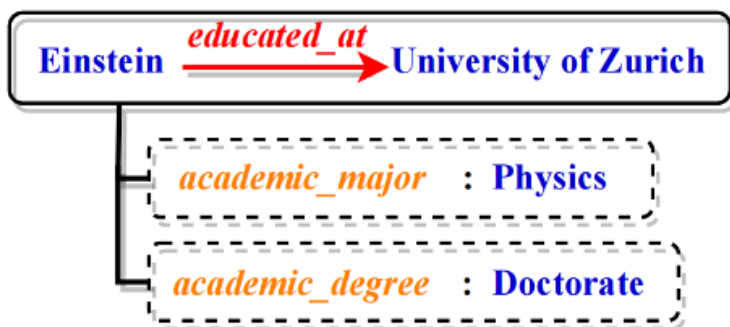 educated_at
Einstein University of Zurich
academic_major : Physics
academic_degree : Doctorate